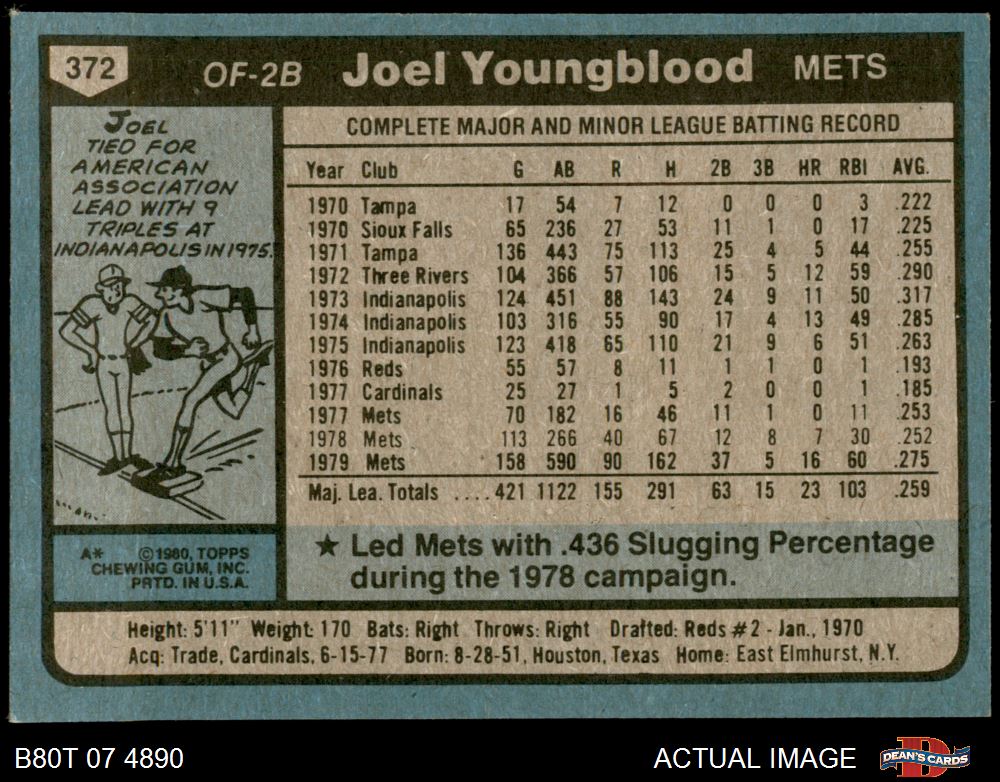 372
OF-2B
Joel Youngblood
METS
JOEL
TIED FOR
AMERICAN
ASSOCIATION
LEAD WITH 9
TRIPLES AT
INDIANAPOLIS IN 1975.
COMPLETE MAJOR AND MINOR LEAGUE BATTING RECORD
Year Club G AB R H 2B 3B HR RBI AVG.
1970 Tampa 17 54 7 12 0 0 0 3 .222
1970 Sioux Falls 65 236 27 53 11 1 0 17 .225
1971 Tampa 136 443 75 113 25 4 5 44 .255
1972 Three Rivers 104 366 57 106 15 5 12 59 .290
1973 Indianapolis 124 451 88 143 24 9 11 50 .317
1974 Indianapolis 103 316 55 90 17 4 13 49 .285
1975 Indianapolis 123 418 65 110 21 9 6 51 .263
1976 Reds 55 57 8 11 1 1 0 1 .193
1977 Cardinals 25 27 1 5 2 0 0 1 .185
1977 Mets 70 182 16 46 11 1 0 11 .253
1978 Mets 113 266 40 67 12 8 7 30 .252
1979 Mets 158 590 90 162 37 5 16 60 .275
Maj. Lea. Totals ....421 1122 155 291 63 15 23 103 .259
A* ©1980, TOPPS
CHEWING GUM, INC.
PRTD. IN U.S.A.
★ Led Mets with .436 Slugging Percentage
during the 1978 campaign.
Height: 5'11" Weight: 170 Bats: Right Throws: Right Drafted: Reds #2 - Jan., 1970
Acq: Trade, Cardinals, 6-15-77 Born: 8-28-51, Houston, Texas Home: East Elmhurst, N.Y.
B80T 07 4890
ACTUAL IMAGE
DEAN'S CARDS